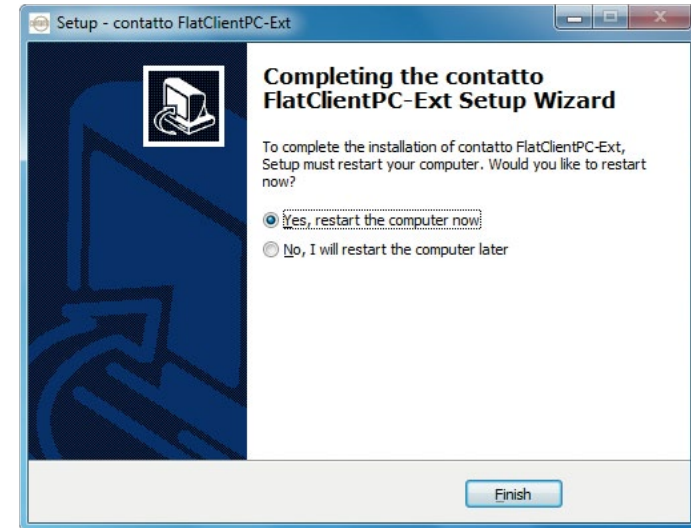 Setup - contatto FlatClientPC-Ext
Completing the contatto
FlatClientPC-Ext Setup Wizard
To complete the installation of contatto FlatClientPC-Ext,
Setup must restart your computer. Would you like to restart
now?
Yes, restart the computer now
No, I will restart the computer later
Finish